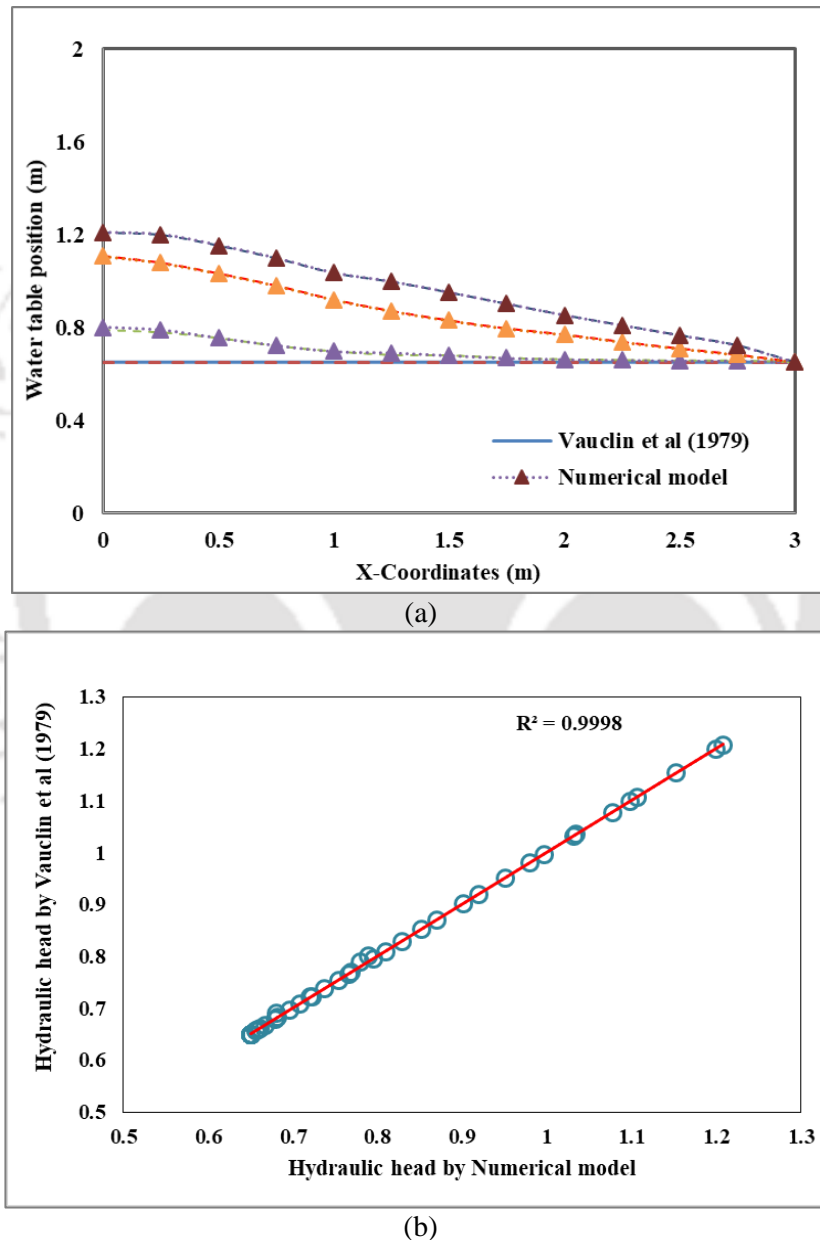 2
1.6
1.2
0.8
0.4
0
Water table position (m)
Vauclin et al (1979)
Numerical model
0 0.5 1 1.5 2 2.5 3
X-Coordinates (m)
(a)
1.3
1.2
1.1
1
0.9
0.8
0.7
0.6
0.5
Hydraulic head by Vauclin et al (1979)
R² = 0.9998
0.5 0.6 0.7 0.8 0.9 1 1.1 1.2 1.3
Hydraulic head by Numerical model
(b)